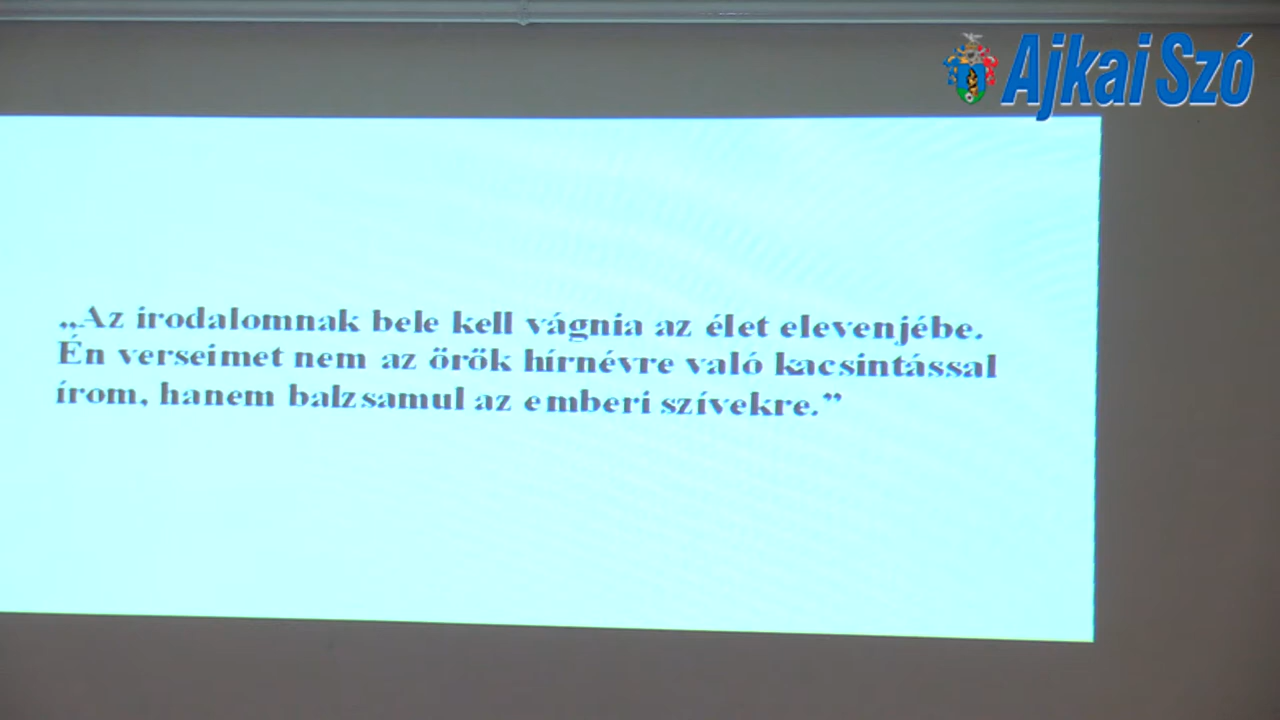 Ajkai Szó
„Az irodalomnak bele kell vágnia az élet elevenjébe.
Én verseimet nem az örök hírnévre való kacsintással
írom, hanem balzsamul az emberi szívekre.”